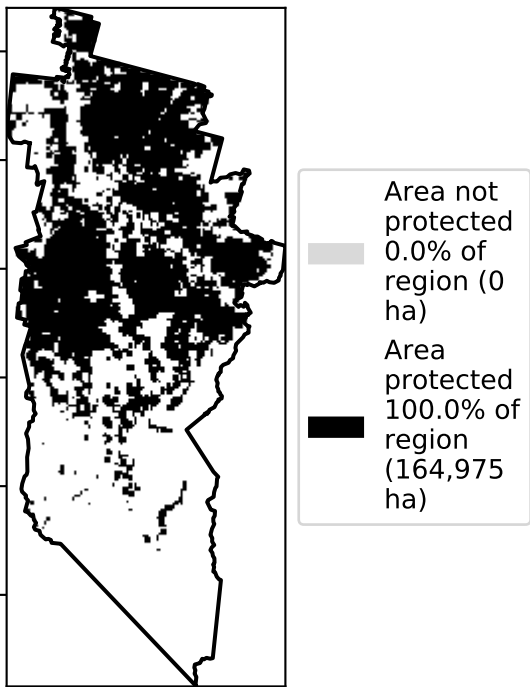 Area not
protected
0.0% of
region (0
ha)
Area
protected
100.0% of
region
(164,975
ha)